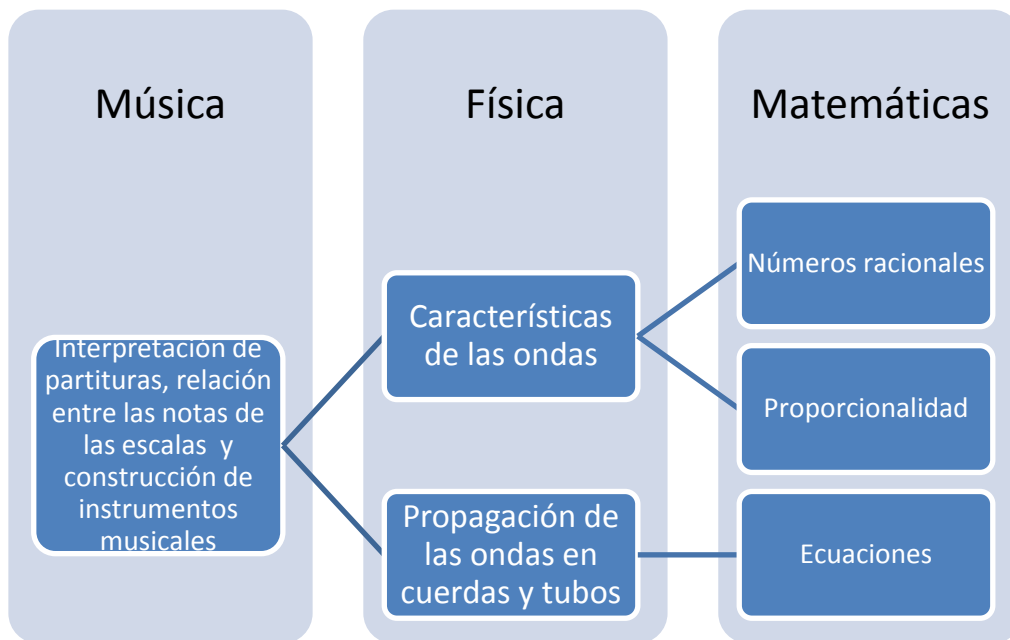 Música
Interpretación de
partituras, relación
entre las notas de
las escalas y
construcción de
instrumentos
musicales
Física
Características
de las ondas
Propagación de
las ondas en
cuerdas y tubos
Matemáticas
Números racionales
Proporcionalidad
Ecuaciones